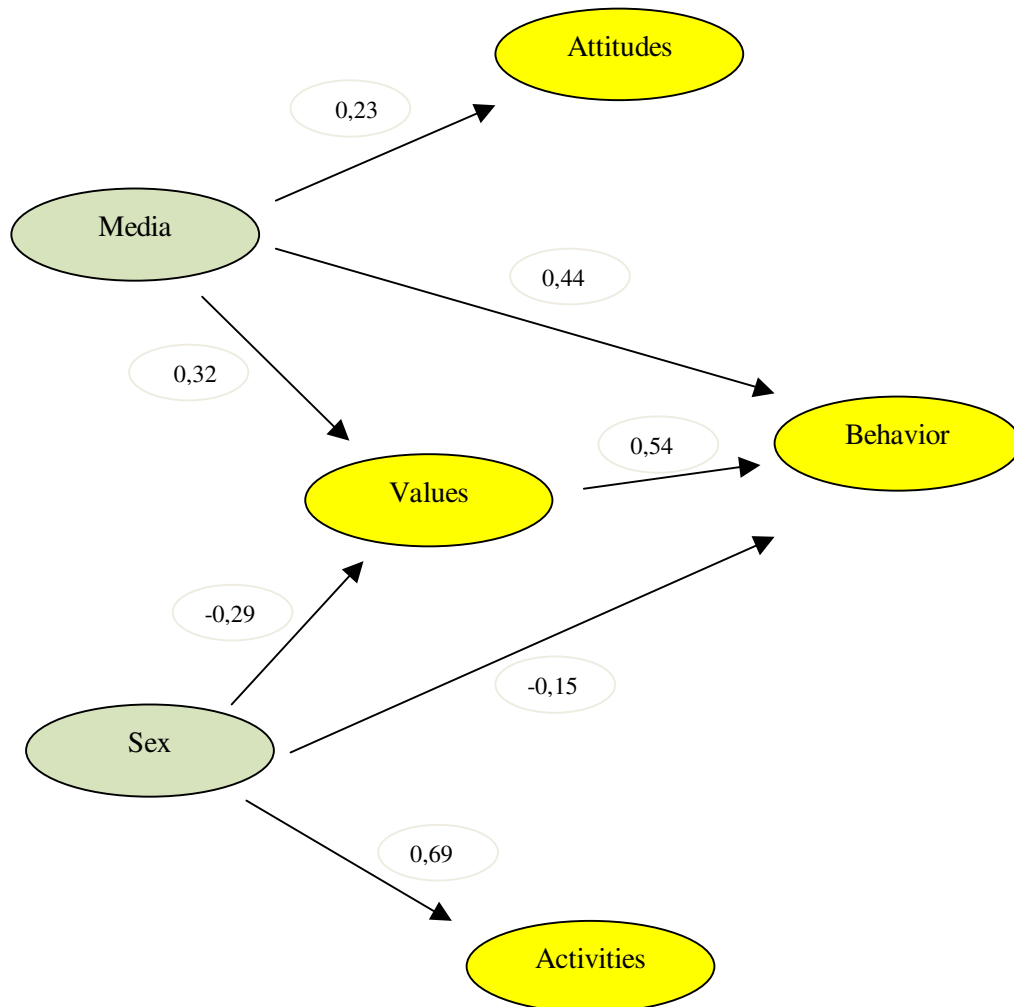 Attitudes
0,23
Media
0,44
0,32
Behavior
0,54
Values
-0,29
-0,15
Sex
0,69
Activities